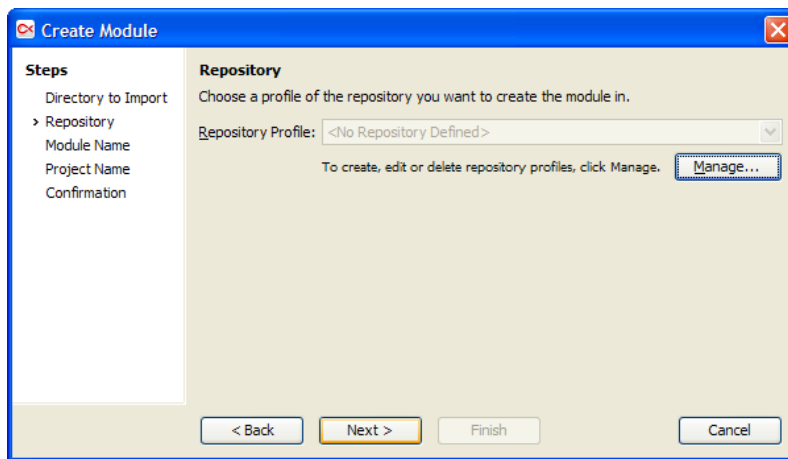 Create Module
Steps
Directory to Import
> Repository
Module Name
Project Name
Confirmation
Repository
Choose a profile of the repository you want to create the module in.
Repository Profile: <No Repository Defined>
To create, edit or delete repository profiles, click Manage. Manage...
< Back Next > Finish Cancel